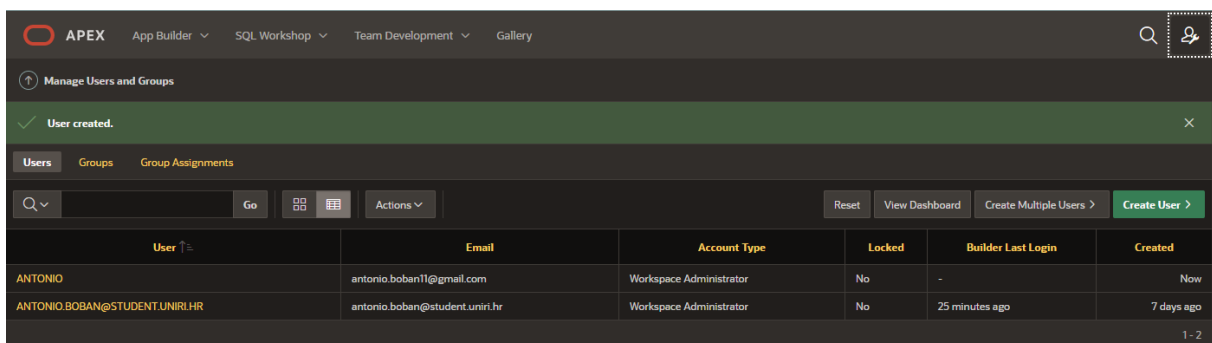 APEX App Builder SQL Workshop Team Development Gallery
Manage Users and Groups
User created.
Users Groups Group Assignments
Go Actions Reset View Dashboard Create Multiple Users > Create User >
User Email Account Type Locked Builder Last Login Created
ANTONIO antonio.boban11@gmail.com Workspace Administrator No - Now
ANTONIO.BOBAN@STUDENT.UNIRI.HR antonio.boban@student.uniri.hr Workspace Administrator No 25 minutes ago 7 days ago
1 - 2